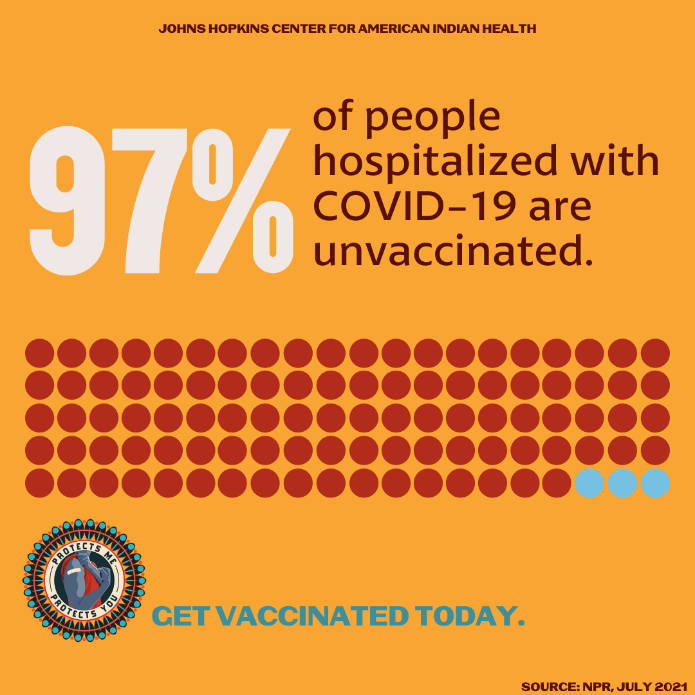 JOHNS HOPKINS CENTER FOR AMERICAN INDIAN HEALTH
97%
of people
hospitalized with
COVID-19 are
unvaccinated.
PROTECTS ME
PROTECTS YOU
GET VACCINATED TODAY.
SOURCE: NPR, JULY 2021